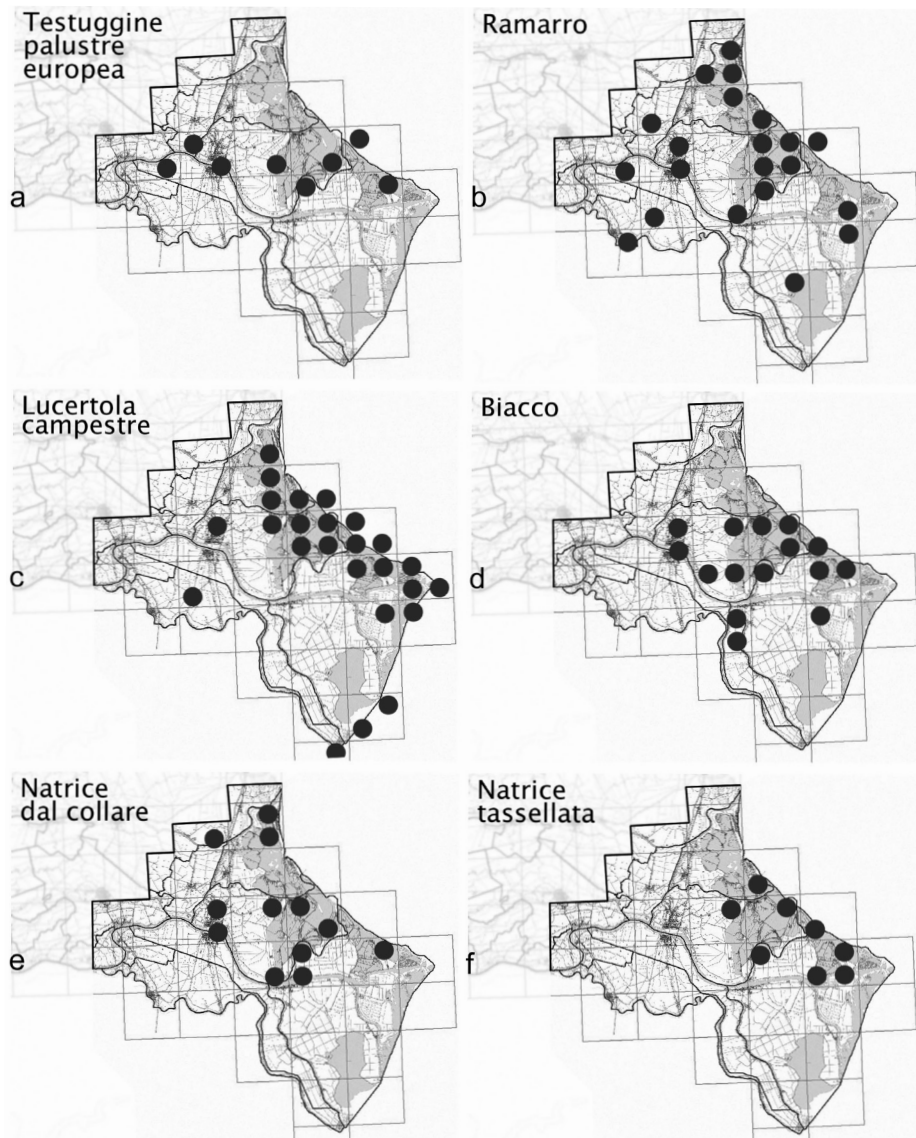 Testuggine
palustre
europea
a
Ramarro
b
Lucertola
campestre
c
Biacco
d
Natrice
dal collare
e
Natrice
tassellata
f